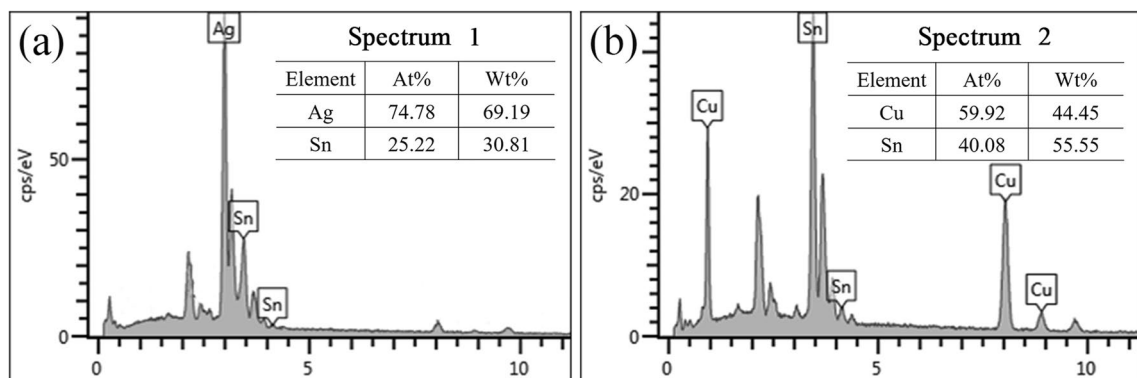 (a)
Spectrum 1
Element At% Wt%
Ag 74.78 69.19
Sn 25.22 30.81
Ag
Sn
Sn
cps/eV
50
0
0 5 10
(b)
Spectrum 2
Element At% Wt%
Cu 59.92 44.45
Sn 40.08 55.55
Cu
Sn
Sn
Cu
Cu
cps/eV
20
0
0 5 10